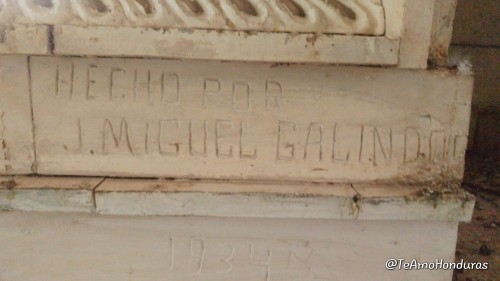 HECHO POR
J. MIGUEL GALINDO
1934
@TeAmoHonduras